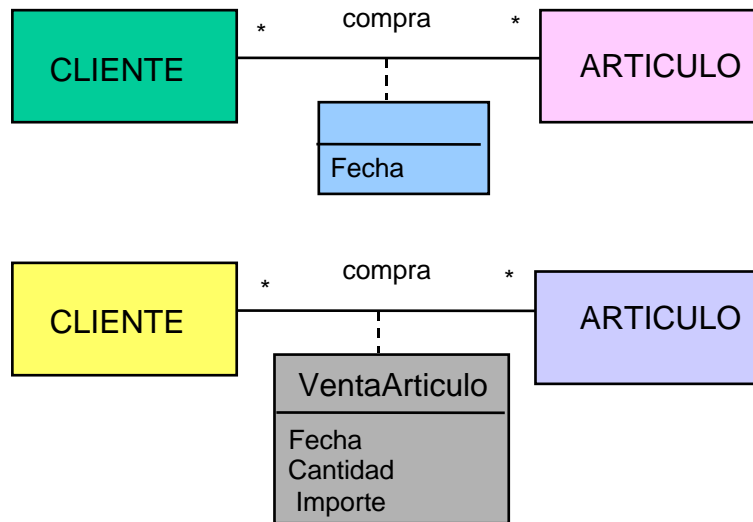 * compra *
CLIENTE ARTICULO
Fecha
* compra *
CLIENTE ARTICULO
VentaArticulo
Fecha
Cantidad
Importe